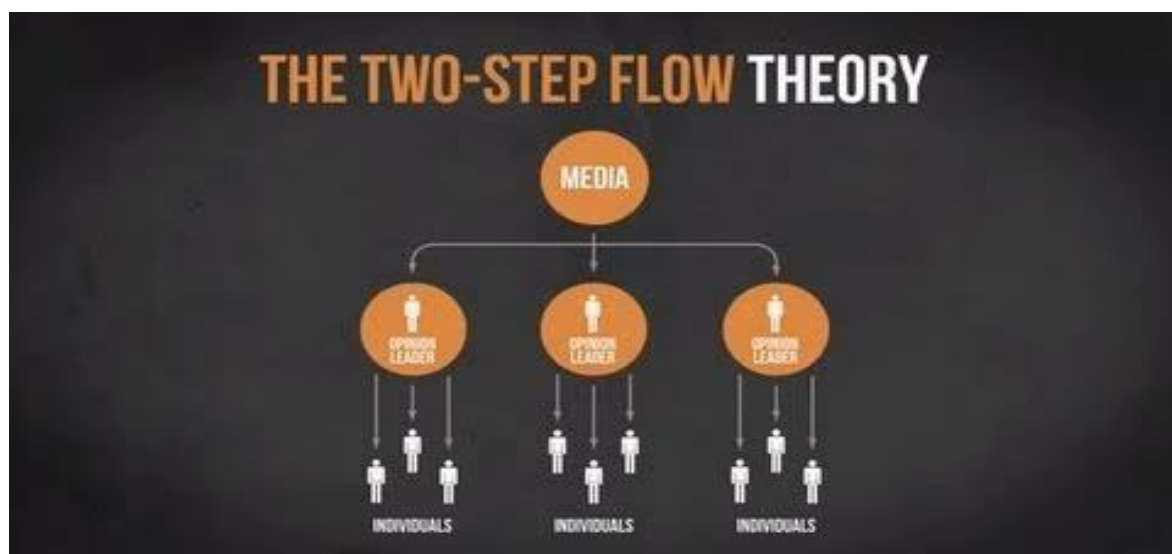 THE TWO-STEP FLOW THEORY
MEDIA
OPINION
LEADER
OPINION
LEADER
OPINION
LEADER
INDIVIDUALS
INDIVIDUALS
INDIVIDUALS